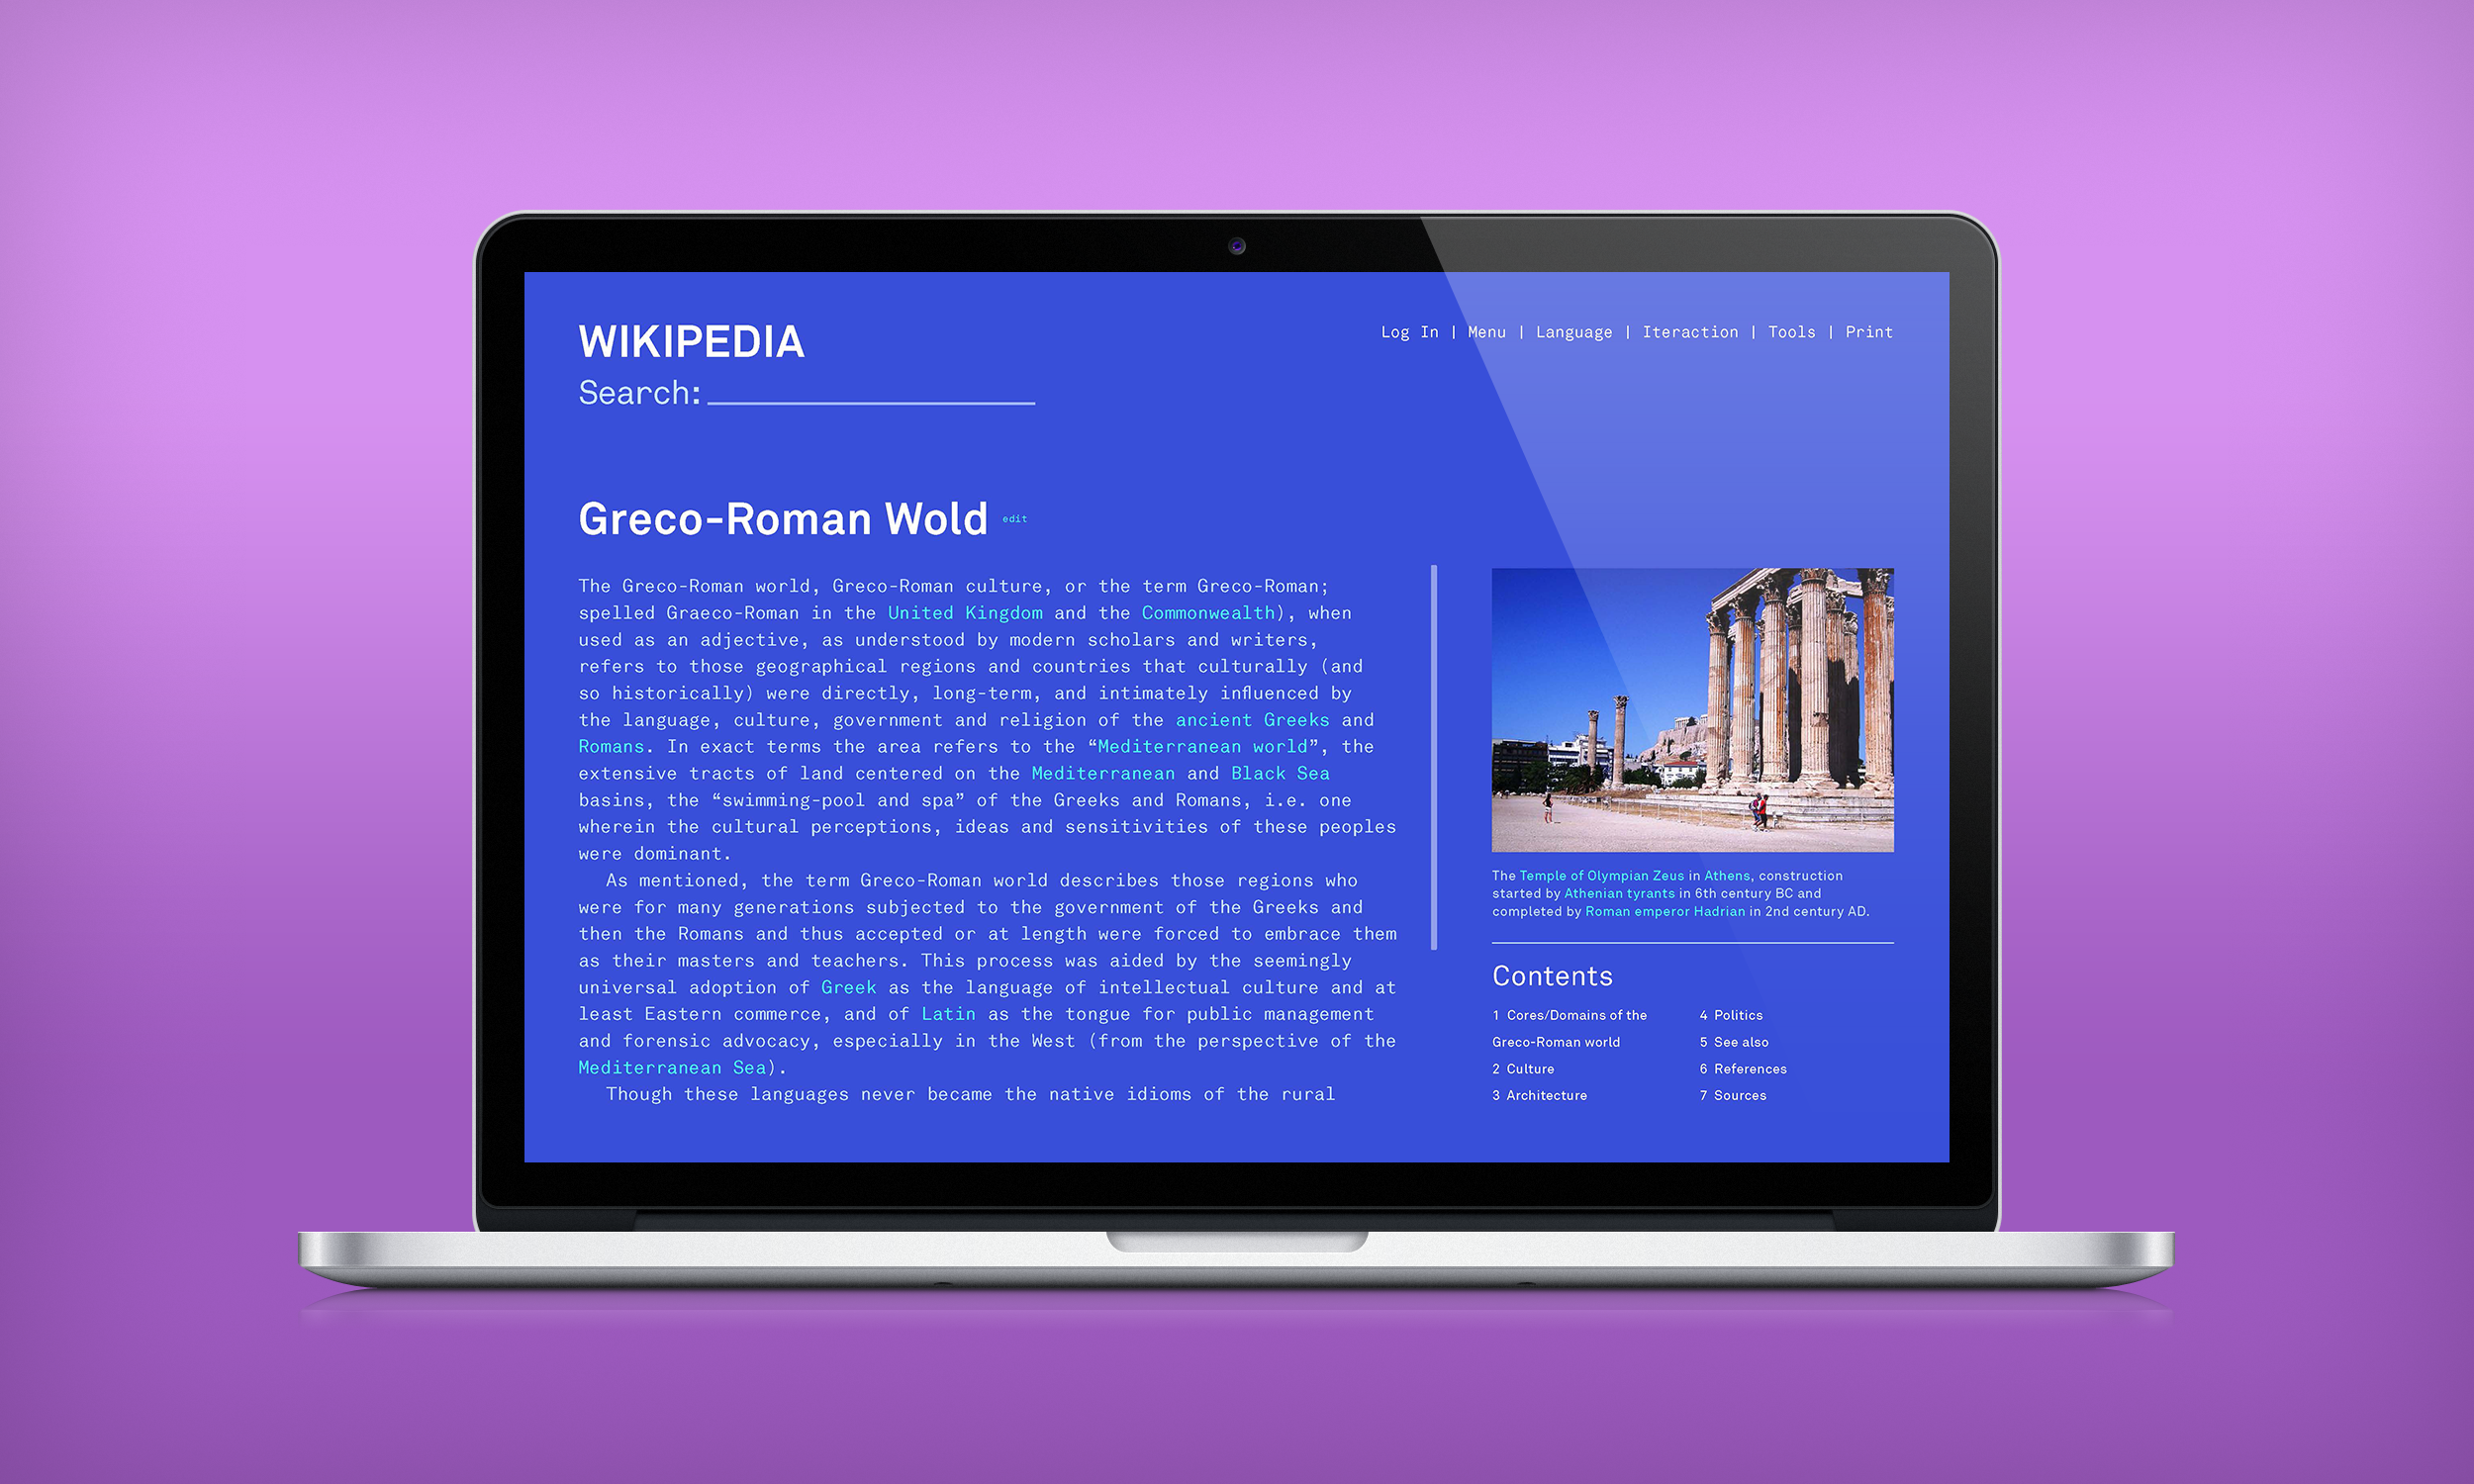 WIKIPEDIA
Log In | Menu | Language | Iteraction | Tools | Print
Search:
Greco-Roman Wold edit
The Greco-Roman world, Greco-Roman culture, or the term Greco-Roman;
spelled Graeco-Roman in the United Kingdom and the Commonwealth), when
used as an adjective, as understood by modern scholars and writers,
refers to those geographical regions and countries that culturally (and
so historically) were directly, long-term, and intimately influenced by
the language, culture, government and religion of the ancient Greeks and
Romans. In exact terms the area refers to the “Mediterranean world”, the
extensive tracts of land centered on the Mediterranean and Black Sea
basins, the “swimming-pool and spa” of the Greeks and Romans, i.e. one
wherein the cultural perceptions, ideas and sensitivities of these peoples
were dominant.
As mentioned, the term Greco-Roman world describes those regions who
were for many generations subjected to the government of the Greeks and
then the Romans and thus accepted or at length were forced to embrace them
as their masters and teachers. This process was aided by the seemingly
universal adoption of Greek as the language of intellectual culture and at
least Eastern commerce, and of Latin as the tongue for public management
and forensic advocacy, especially in the West (from the perspective of the
Mediterranean Sea).
Though these languages never became the native idioms of the rural
The Temple of Olympian Zeus in Athens, construction
started by Athenian tyrants in 6th century BC and
completed by Roman emperor Hadrian in 2nd century AD.
Contents
1 Cores/Domains of the
Greco-Roman world
2 Culture
3 Architecture
4 Politics
5 See also
6 References
7 Sources